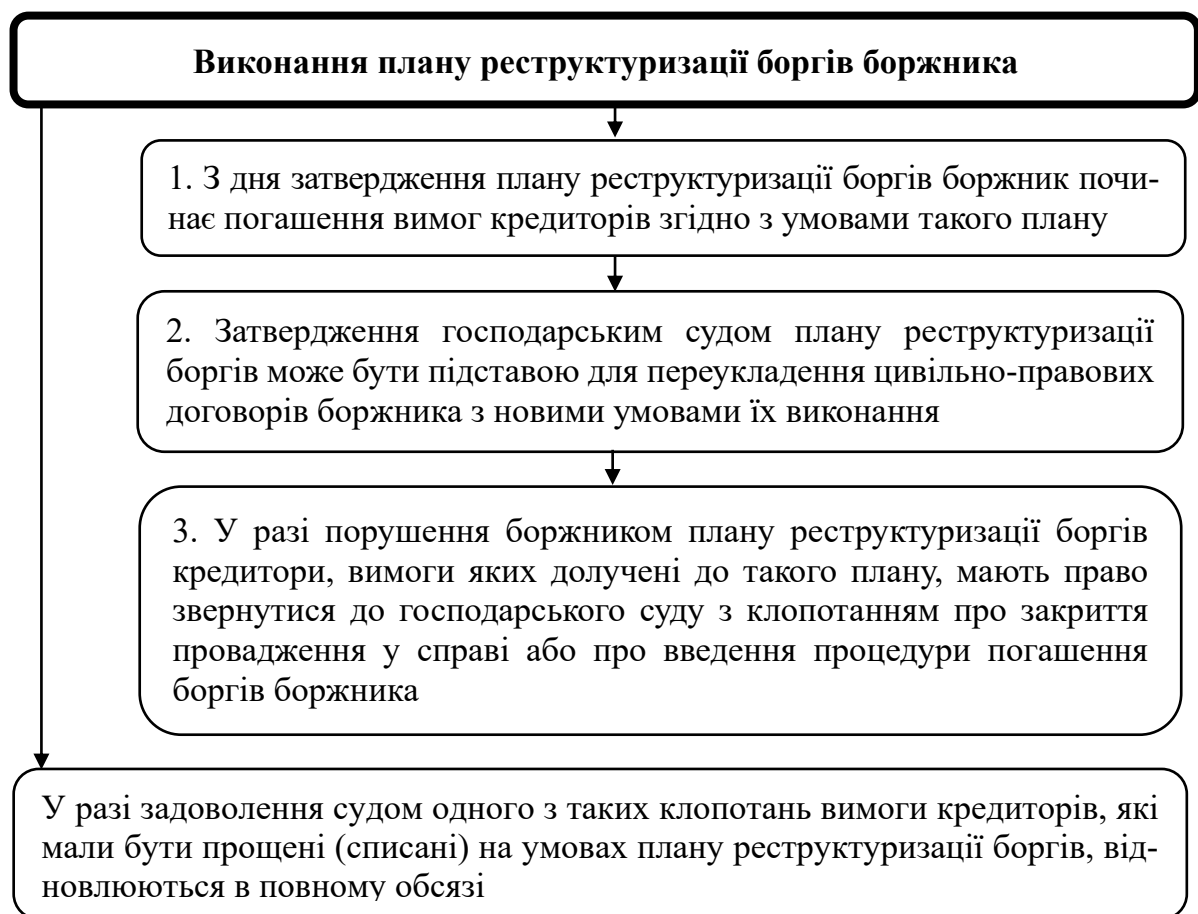 Виконання плану реструктуризації боргів боржника
1. З дня затвердження плану реструктуризації боргів боржник почи-
нає погашення вимог кредиторів згідно з умовами такого плану
2. Затвердження господарським судом плану реструктуризації
боргів може бути підставою для переукладення цивільно-правових
договорів боржника з новими умовами їх виконання
3. У разі порушення боржником плану реструктуризації боргів
кредитори, вимоги яких долучені до такого плану, мають право
звернутися до господарського суду з клопотанням про закриття
провадження у справі або про введення процедури погашення
боргів боржника
У разі задоволення судом одного з таких клопотань вимоги кредиторів, які
мали бути прощені (списані) на умовах плану реструктуризації боргів, від-
новлюються в повному обсязі